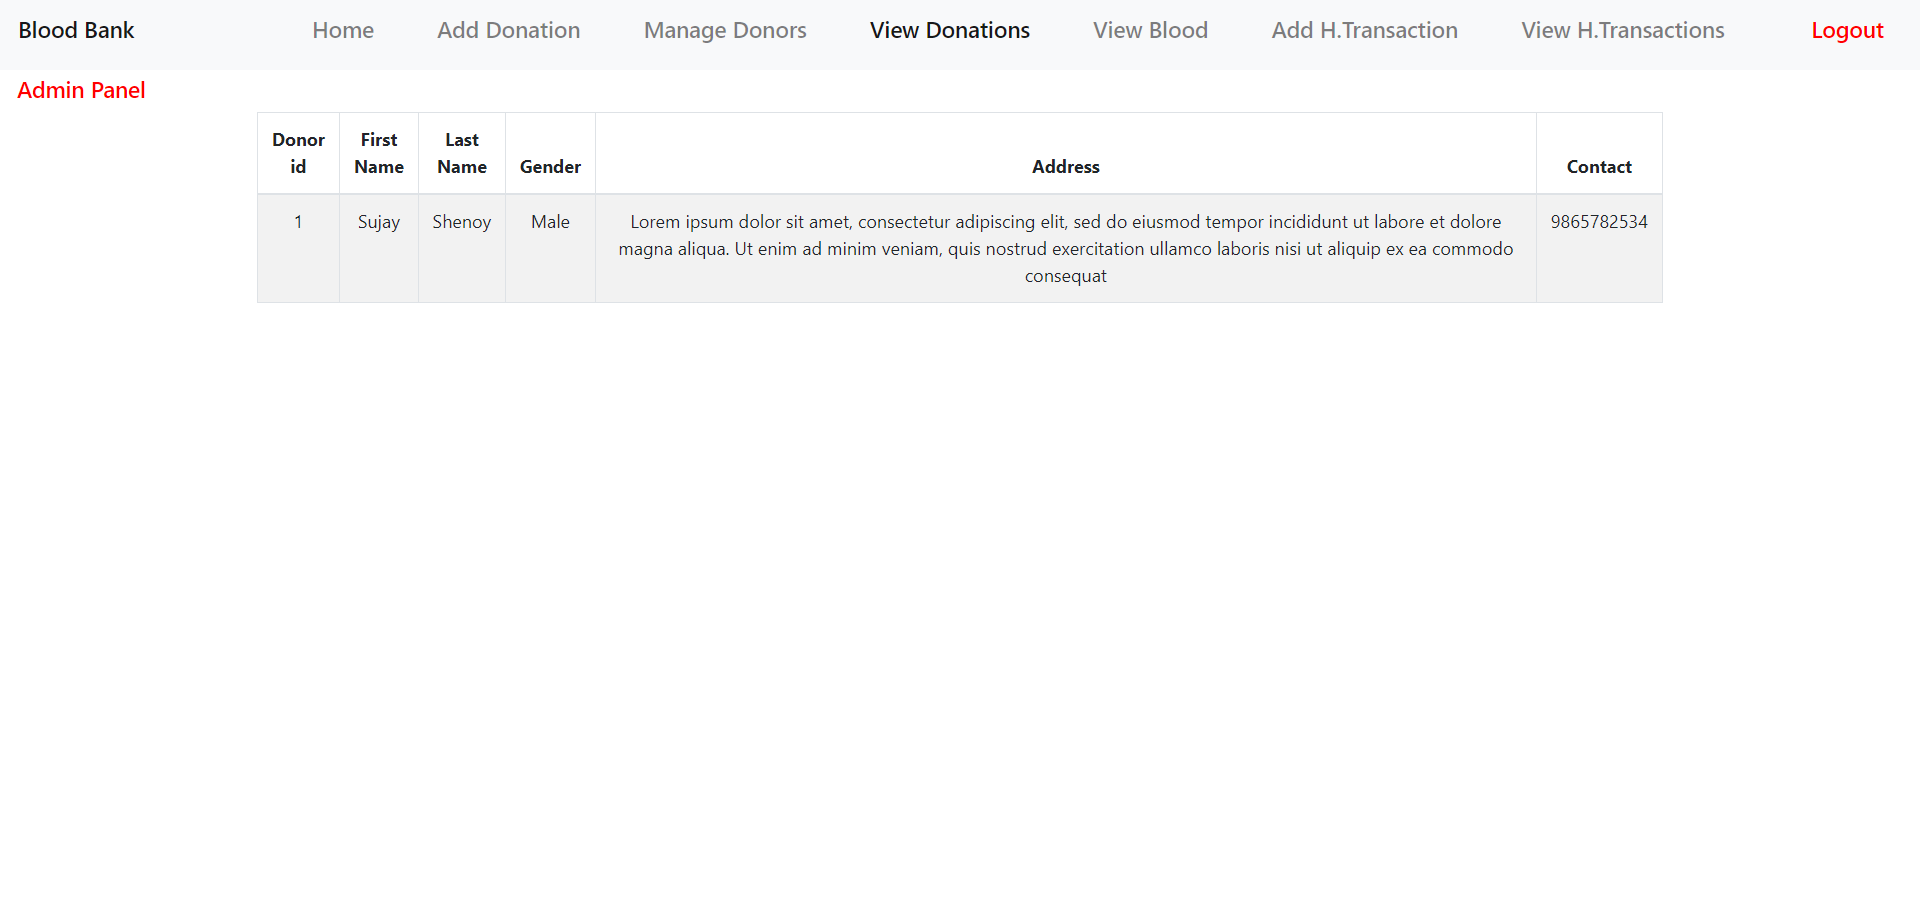 Blood Bank Home Add Donation Manage Donors View Donations View Blood Add H.Transaction View H.Transactions Logout
Admin Panel
Donor id First Name Last Name Gender Address Contact
1 Sujay Shenoy Male Lorem ipsum dolor sit amet, consectetur adipiscing elit, sed do eiusmod tempor incididunt ut labore et dolore
magna aliqua. Ut enim ad minim veniam, quis nostrud exercitation ullamco laboris nisi ut aliquip ex ea commodo
consequat
9865782534